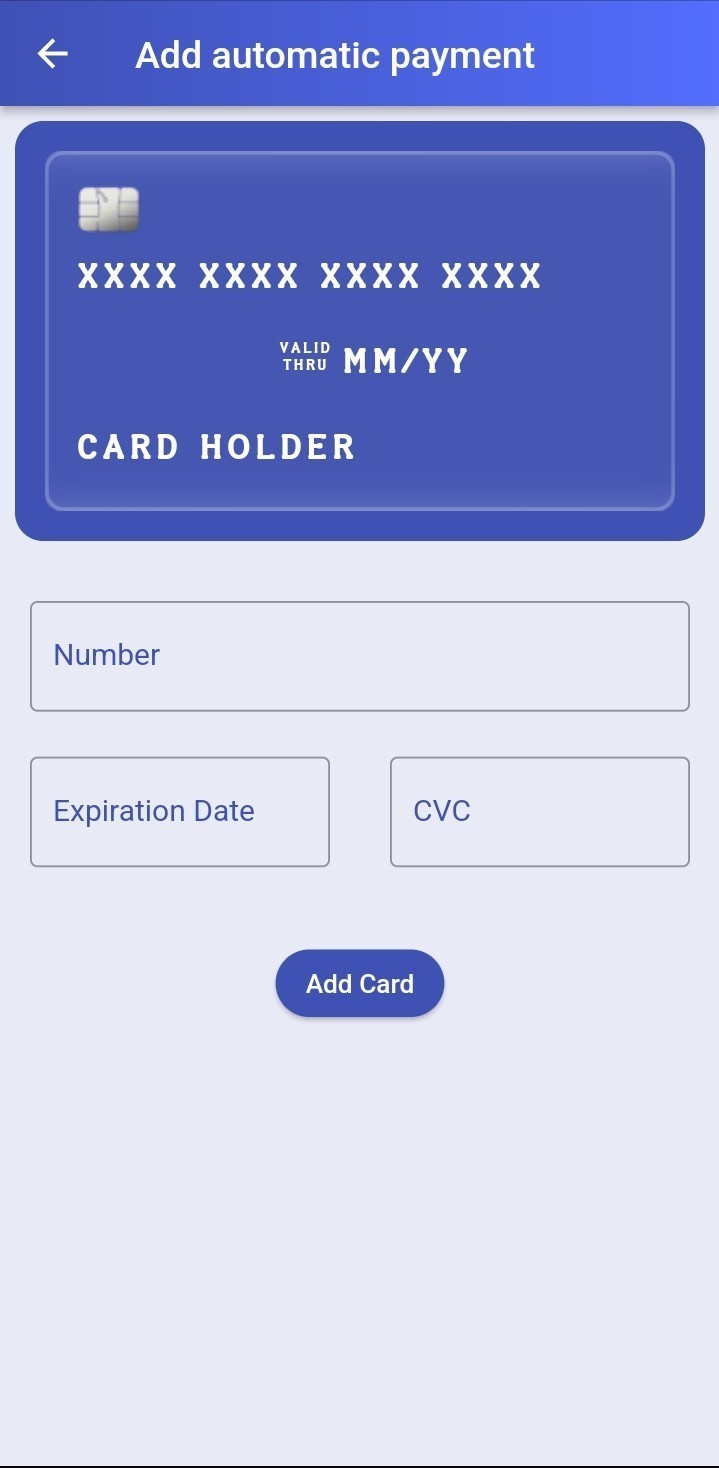 Add automatic payment
XXXX XXXX XXXX XXXX
VALID
THRU MM/YY
CARD HOLDER
Number
Expiration Date CVC
Add Card